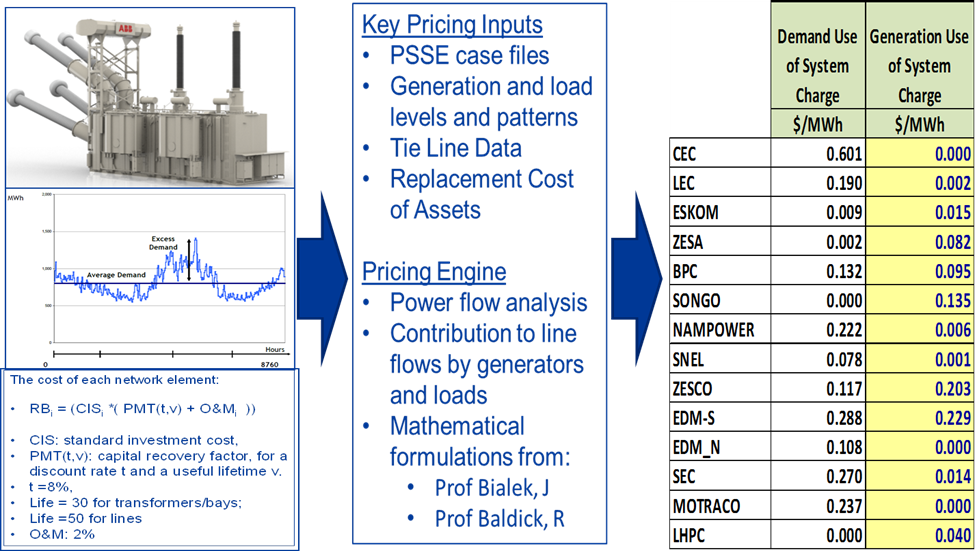 ABB
MWh
2,000
1,500
1,000
500
0
Excess
Demand
Average Demand
Hours
0
8760
The cost of each network element:
• RBi = (CISi *( PMT(t,v) + O&Mi ))
• CIS: standard investment cost,
• PMT(t,v): capital recovery factor, for a
discount rate t and a useful lifetime v.
• t =8%,
• Life = 30 for transformers/bays;
• Life =50 for lines
• O&M: 2%
Key Pricing Inputs
• PSSE case files
• Generation and load
levels and patterns
• Tie Line Data
• Replacement Cost
of Assets
Pricing Engine
• Power flow analysis
• Contribution to line
flows by generators
and loads
• Mathematical
formulations from:
• Prof Bialek, J
• Prof Baldick, R
Demand Use
of System
Charge
Generation Use
of System
Charge
$/MWh $/MWh
CEC 0.601 0.000
LEC 0.190 0.002
ESKOM 0.009 0.015
ZESA 0.002 0.082
BPC 0.132 0.095
SONGO 0.000 0.135
NAMPOWER 0.222 0.006
SNEL 0.078 0.001
ZESCO 0.117 0.203
EDM-S 0.288 0.229
EDM_N 0.108 0.000
SEC 0.270 0.014
MOTRACO 0.237 0.000
LHPC 0.000 0.040